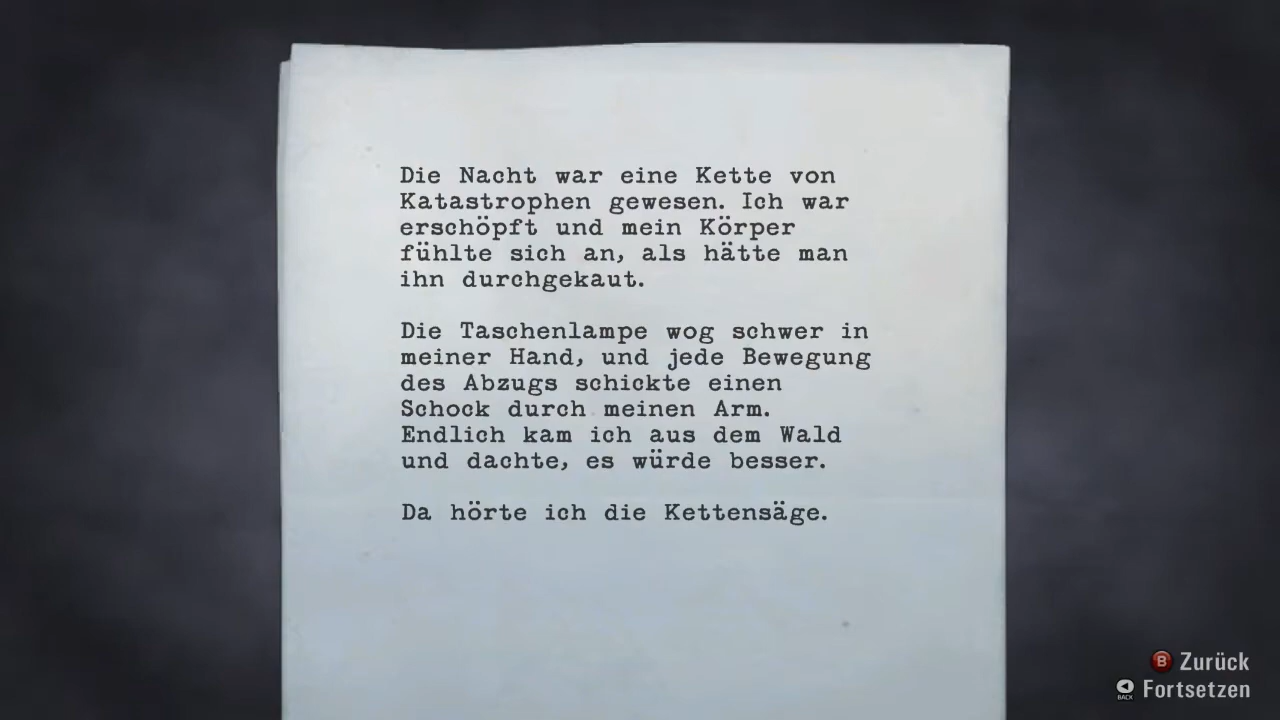 Die Nacht war eine Kette von
Katastrophen gewesen. Ich war
erschöpft und mein Körper
fühlte sich an, als hätte man
ihn durchgekaut.
Die Taschenlampe wog schwer in
meiner Hand, und jede Bewegung
des Abzugs schickte einen
Schock durch meinen Arm.
Endlich kam ich aus dem Wald
und dachte, es würde besser.
Da hörte ich die Kettensäge.
B Zurück
BACK Fortsetzen